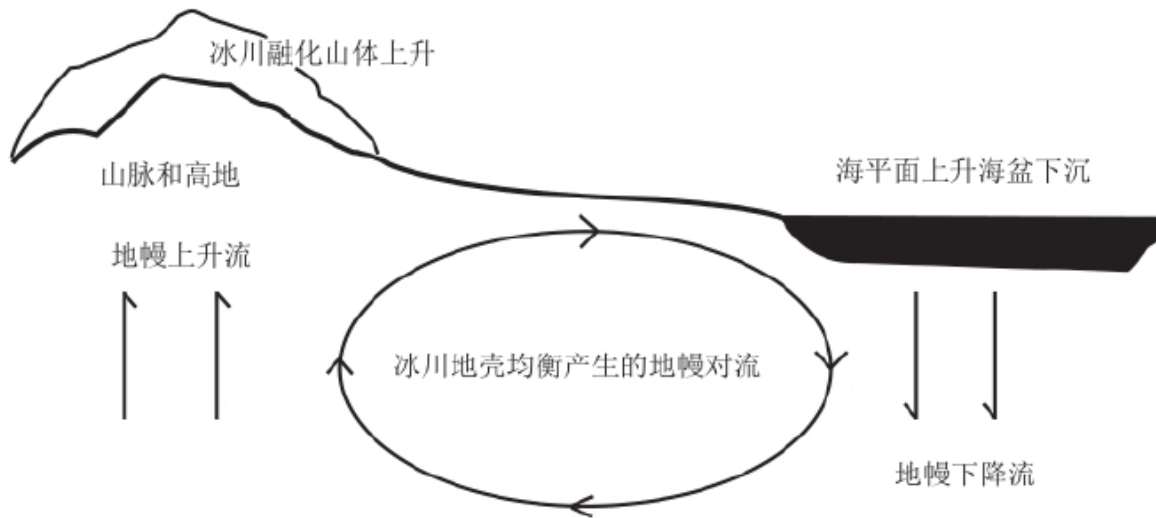 冰川融化山体上升
山脉和高地
海平面上升海盆下沉
地幔上升流
冰川地壳均衡产生的地幔对流
地幔下降流